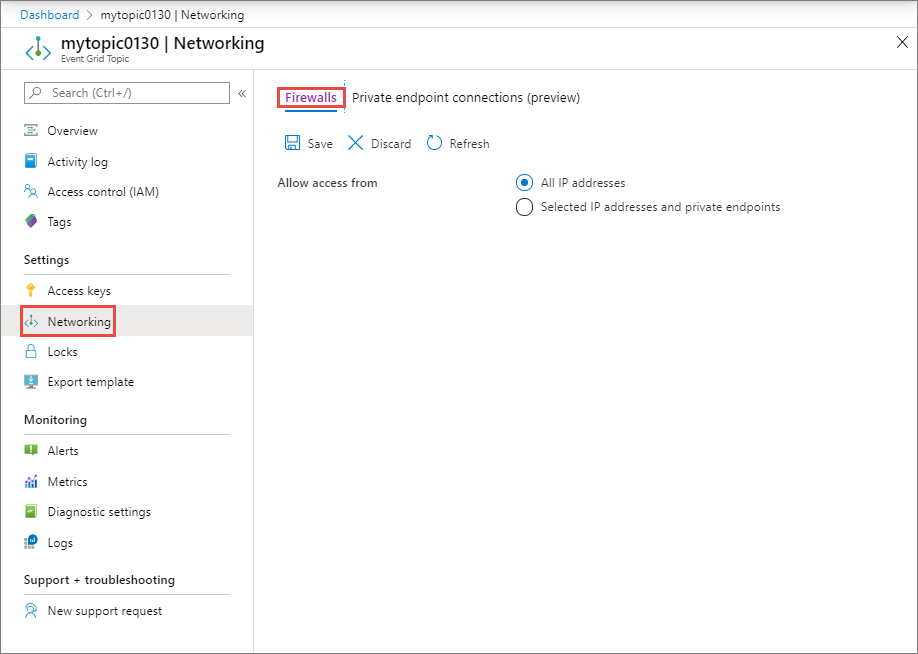 Dashboard > mytopic0130 | Networking
mytopic0130 | Networking
Event Grid Topic
Search (Ctrl+/)
«
Overview
Activity log
Access control (IAM)
Tags
Settings
Access keys
Networking
Locks
Export template
Monitoring
Alerts
Metrics
Diagnostic settings
Logs
Support + troubleshooting
New support request
Firewalls Private endpoint connections (preview)
Save Discard Refresh
Allow access from
All IP addresses
Selected IP addresses and private endpoints